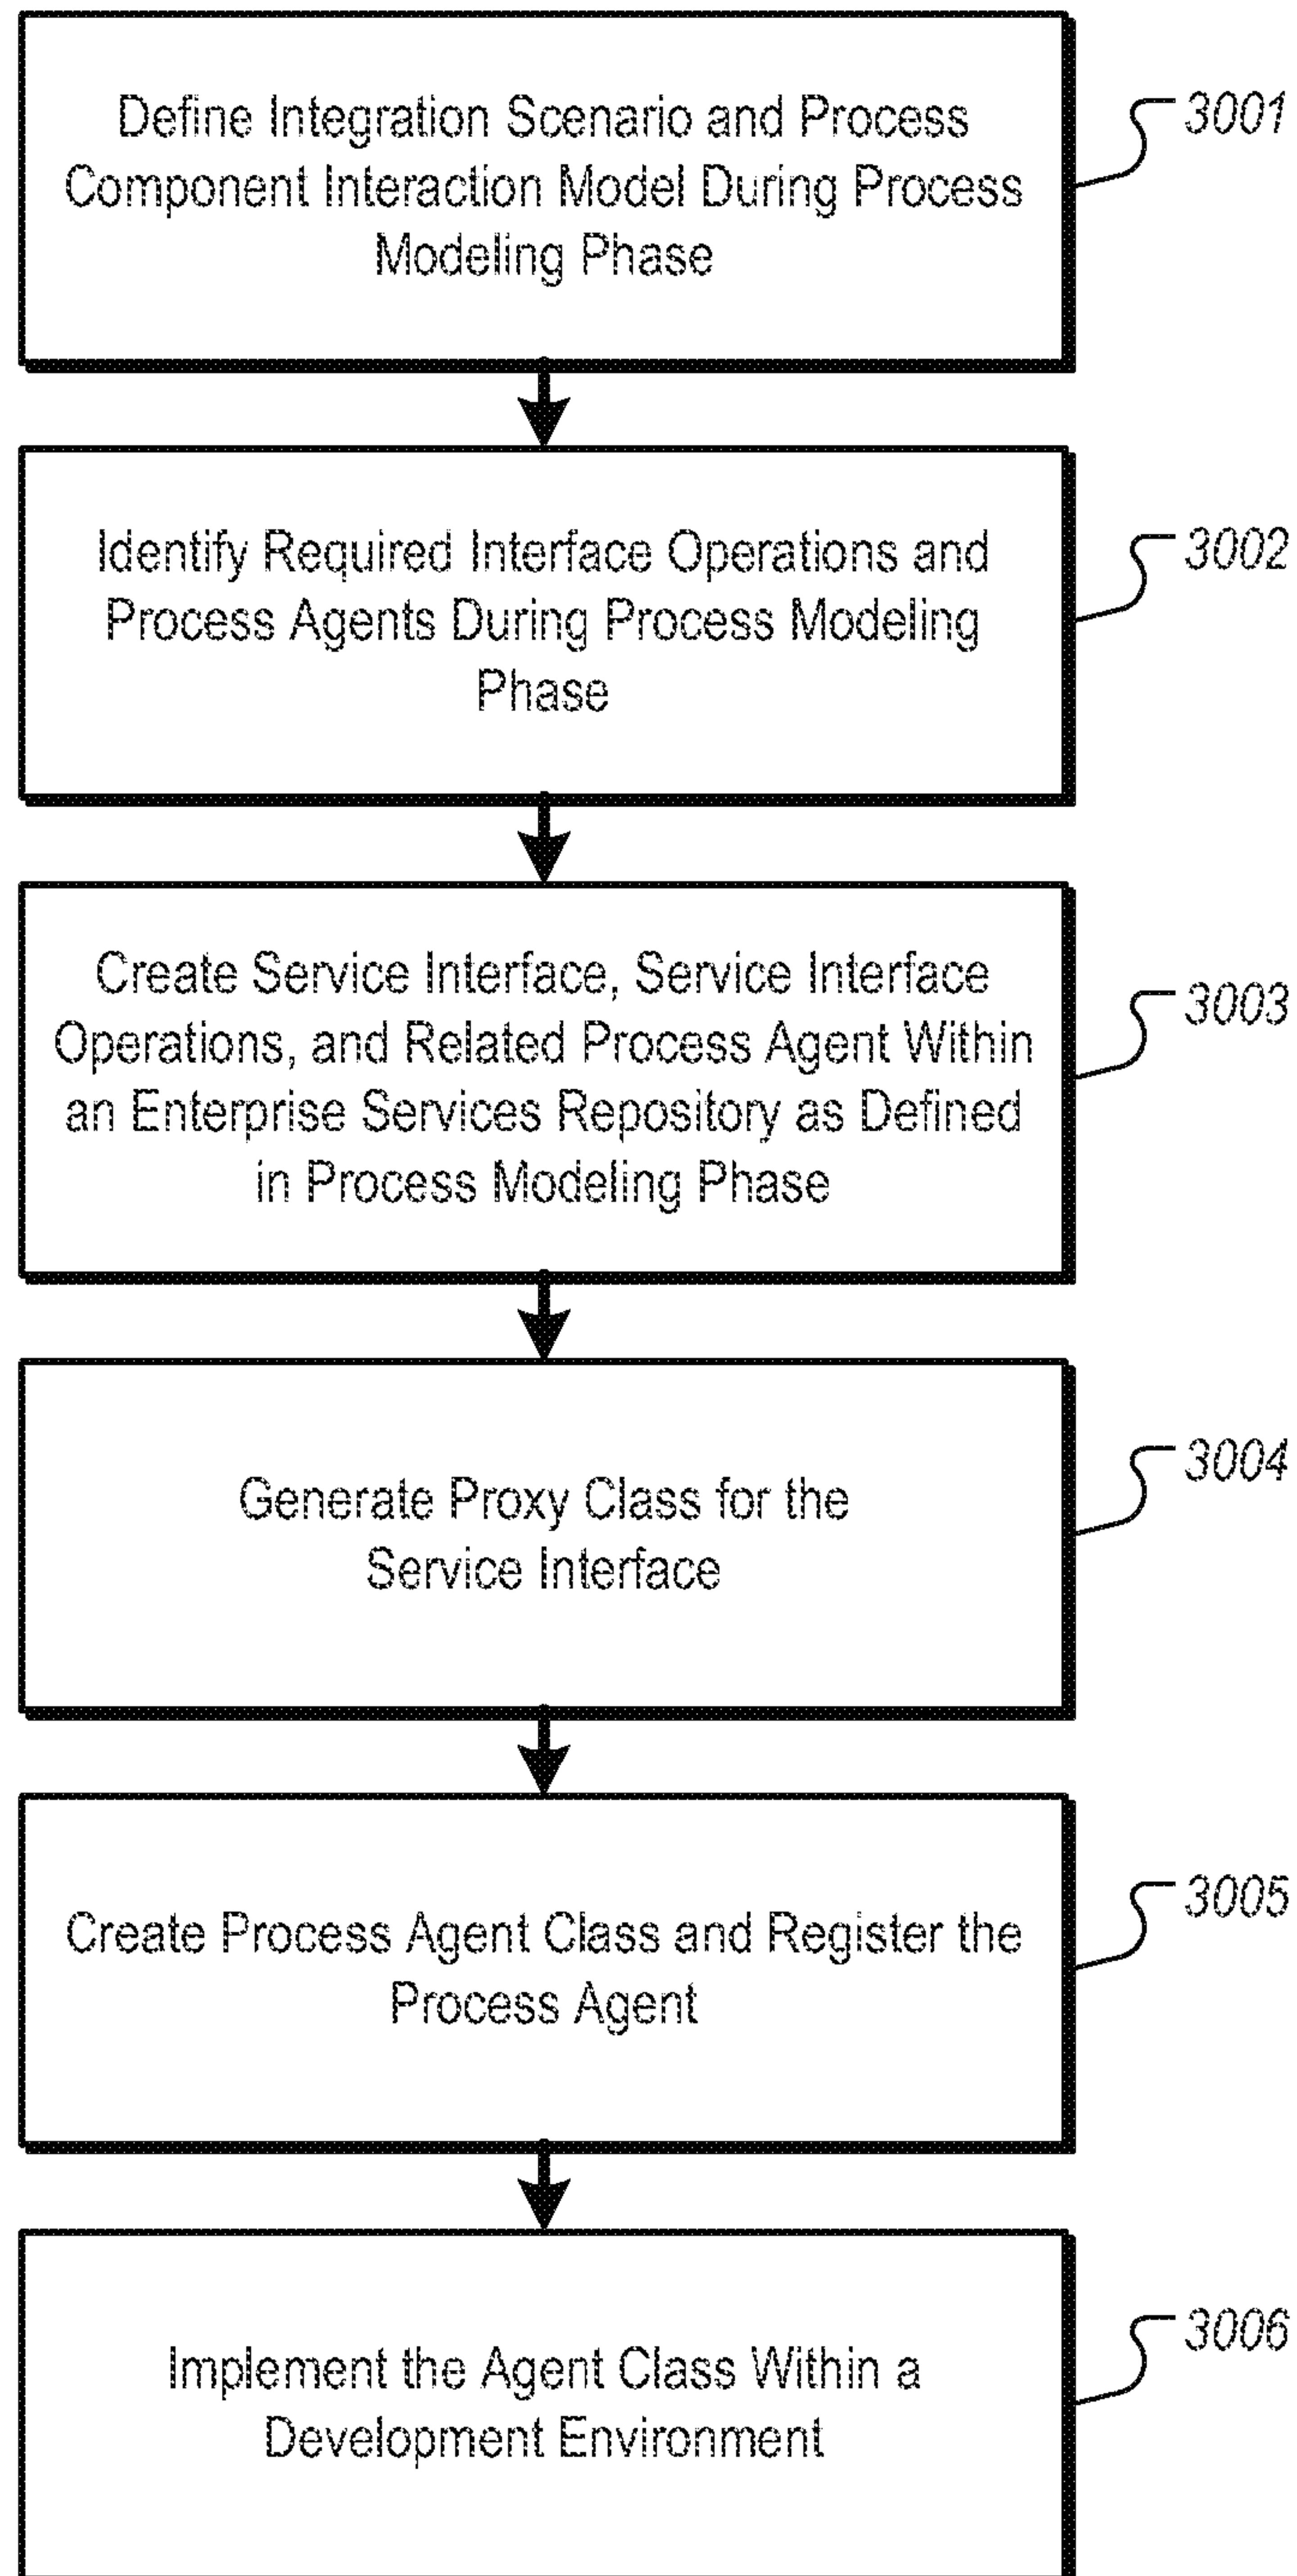 Define Integration Scenario and Process
Component Interaction Model During Process
Modeling Phase
3001
Identify Required Interface Operations and
Process Agents During Process Modeling
Phase
3002
Create Service Interface, Service Interface
Operations, and Related Process Agent Within
an Enterprise Services Repository as Defined
in Process Modeling Phase
3003
Generate Proxy Class for the
Service Interface
3004
Create Process Agent Class and Register the
Process Agent
3005
Implement the Agent Class Within a
Development Environment
3006